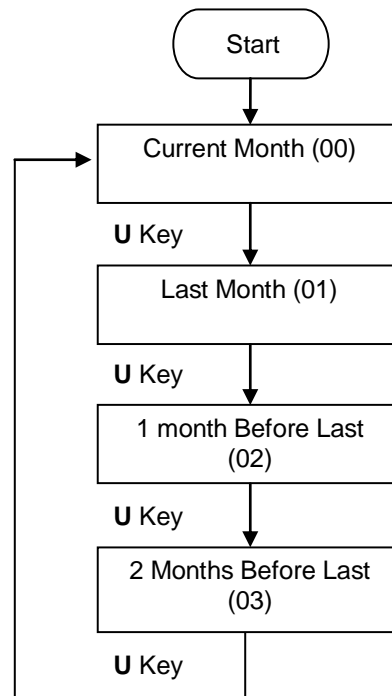 Start
Current Month (00)
U Key
Last Month (01)
U Key
1 month Before Last
(02)
U Key
2 Months Before Last
(03)
U Key